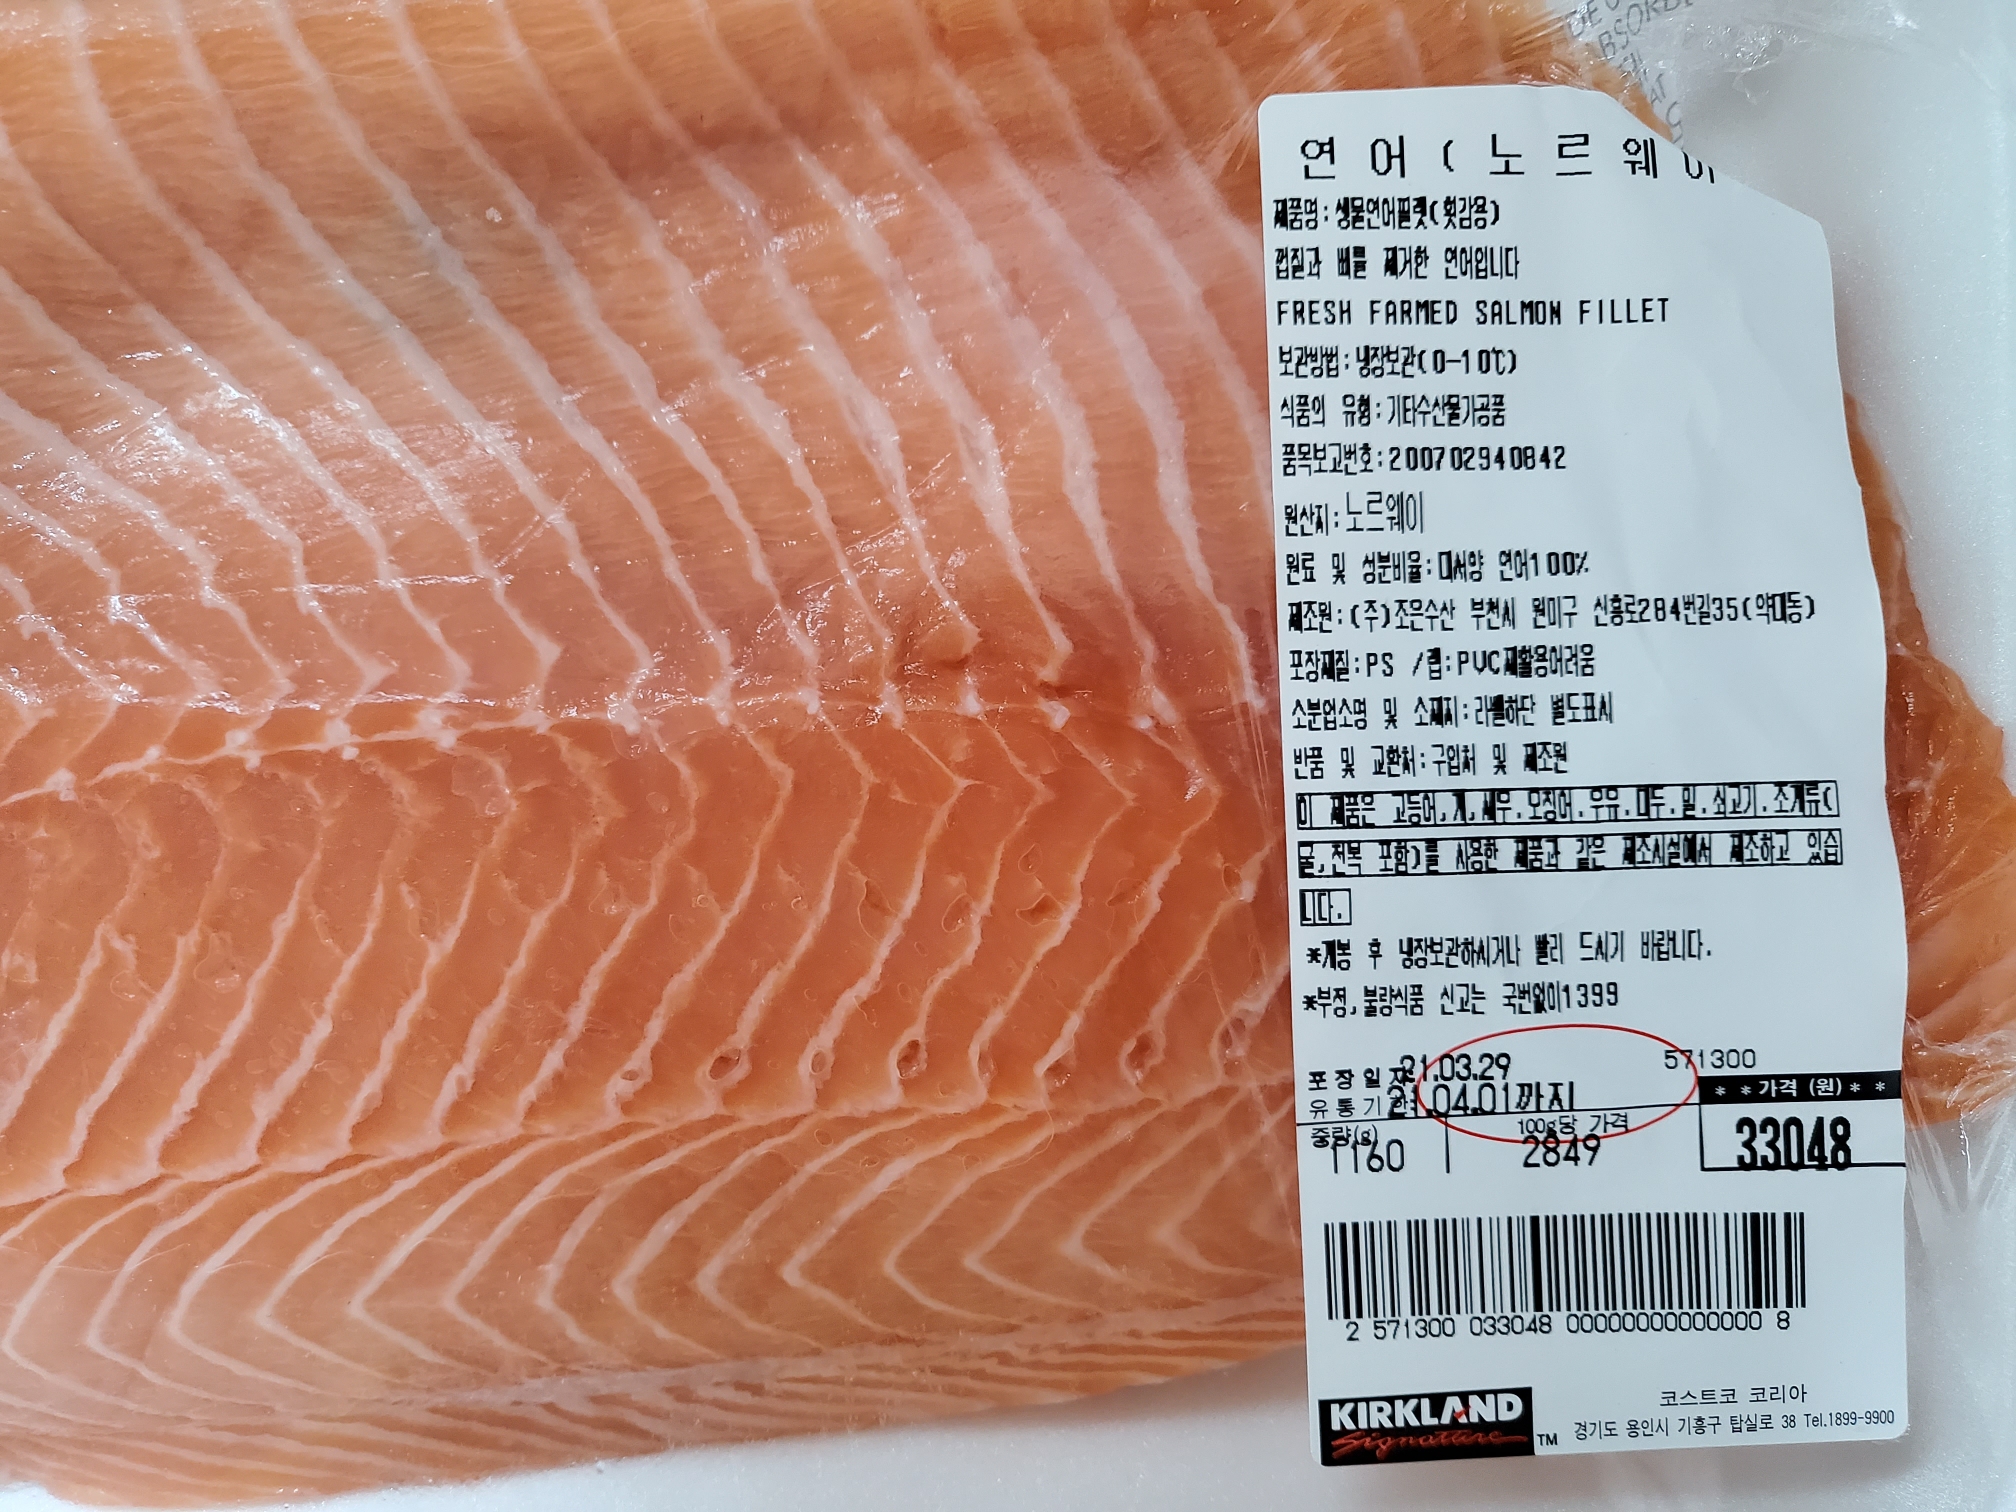 연어(노르웨이
제품명:생물연어필렛(횟감용)
껍질과 뼈를 제거한 연어입니다
FRESH FARMED SALMON FILLET
보관방법:냉장보관(0-10℃)
식품의 유형:기타수산물가공품
품목보고번호:200702940842
원산지:노르웨이
원료 및 성분비율:대서양 연어100%
제조원:(주)조은수산 부천시 원미구 신흥로284번길35(약대동)
포장재질:PS /랩:PVC재활용어려움
소분업소명 및 소재지:라벨하단 별도표시
반품 및 교환처:구입처 및 제조원
이 제품은 고등어,게,새우.오징어.우유.대두.밀.쇠고기.조개류(
굴,전복 포함)를 사용한 제품과 같은 제조시설에서 제조하고 있습
니다.
*개봉 후 냉장보관하시거나 빨리 드시기 바랍니다.
*부정,불량식품 신고는 국번없이1399
포장일자 21.03.29 571300
유통기한 21.04.01까지 **가격 (원)**
중량(g) 100g당 가격
1160 2849 33048
2 571300 033048 00000000000000 8
KIRKLAND 코스트코 코리아
Signature TM 경기도 용인시 기흥구 탑실로 38 Tel.1899-9900